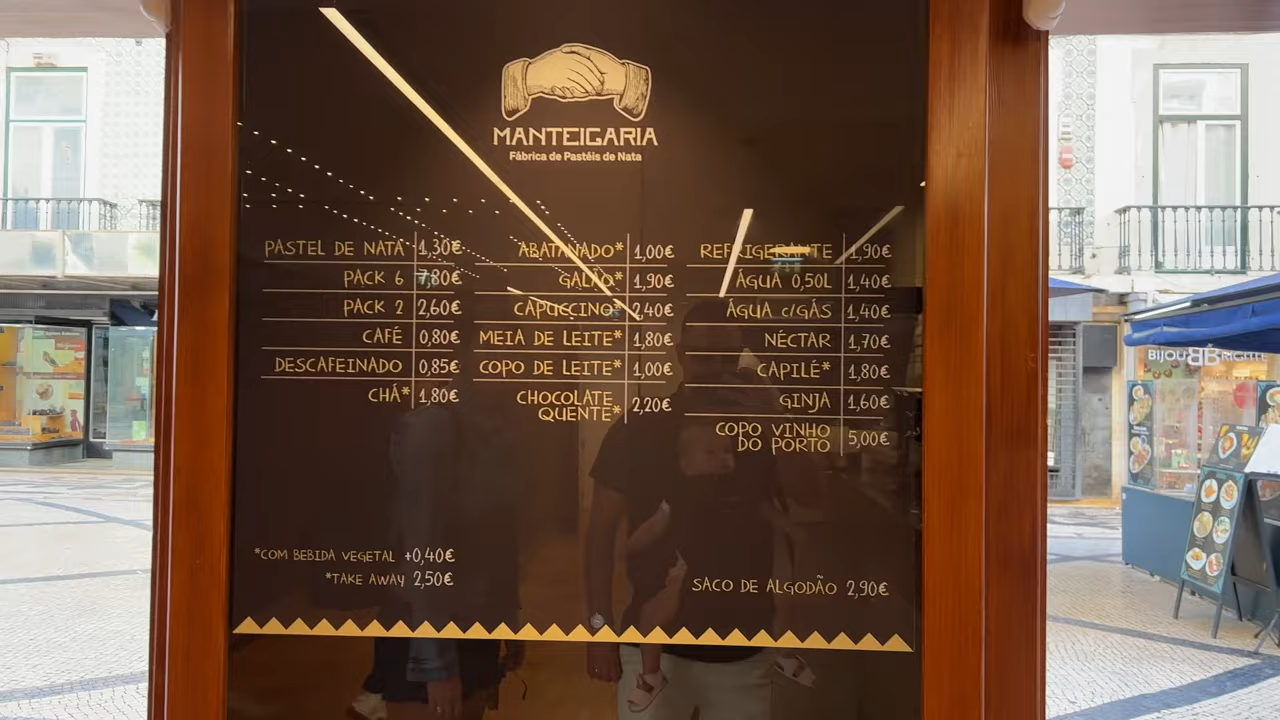 MANTEIGARIA
Fábrica de Pastéis de Nata
PASTEL DE NATA 1,30€
PACK 6 7,80€
PACK 2 2,60€
CAFÉ 0,80€
DESCAFEINADO 0,85€
CHÁ* 1,80€
ABATANADO* 1,00€
GALÃO* 1,90€
CAPUCCINO* 2,40€
MEIA DE LEITE* 1,80€
COPO DE LEITE* 1,00€
CHOCOLATE
QUENTE* 2,20€
REFRIGERANTE 1,90€
ÁGUA 0,50L 1,40€
ÁGUA c/GÁS 1,40€
NÉCTAR 1,70€
CAPILÉ* 1,80€
GINJA 1,60€
COPO VINHO
DO PORTO 5,00€
*COM BEBIDA VEGETAL +0,40€
*TAKE AWAY 2,50€
SACO DE ALGODÃO 2,90€
BIJOU BB BRIGITTE